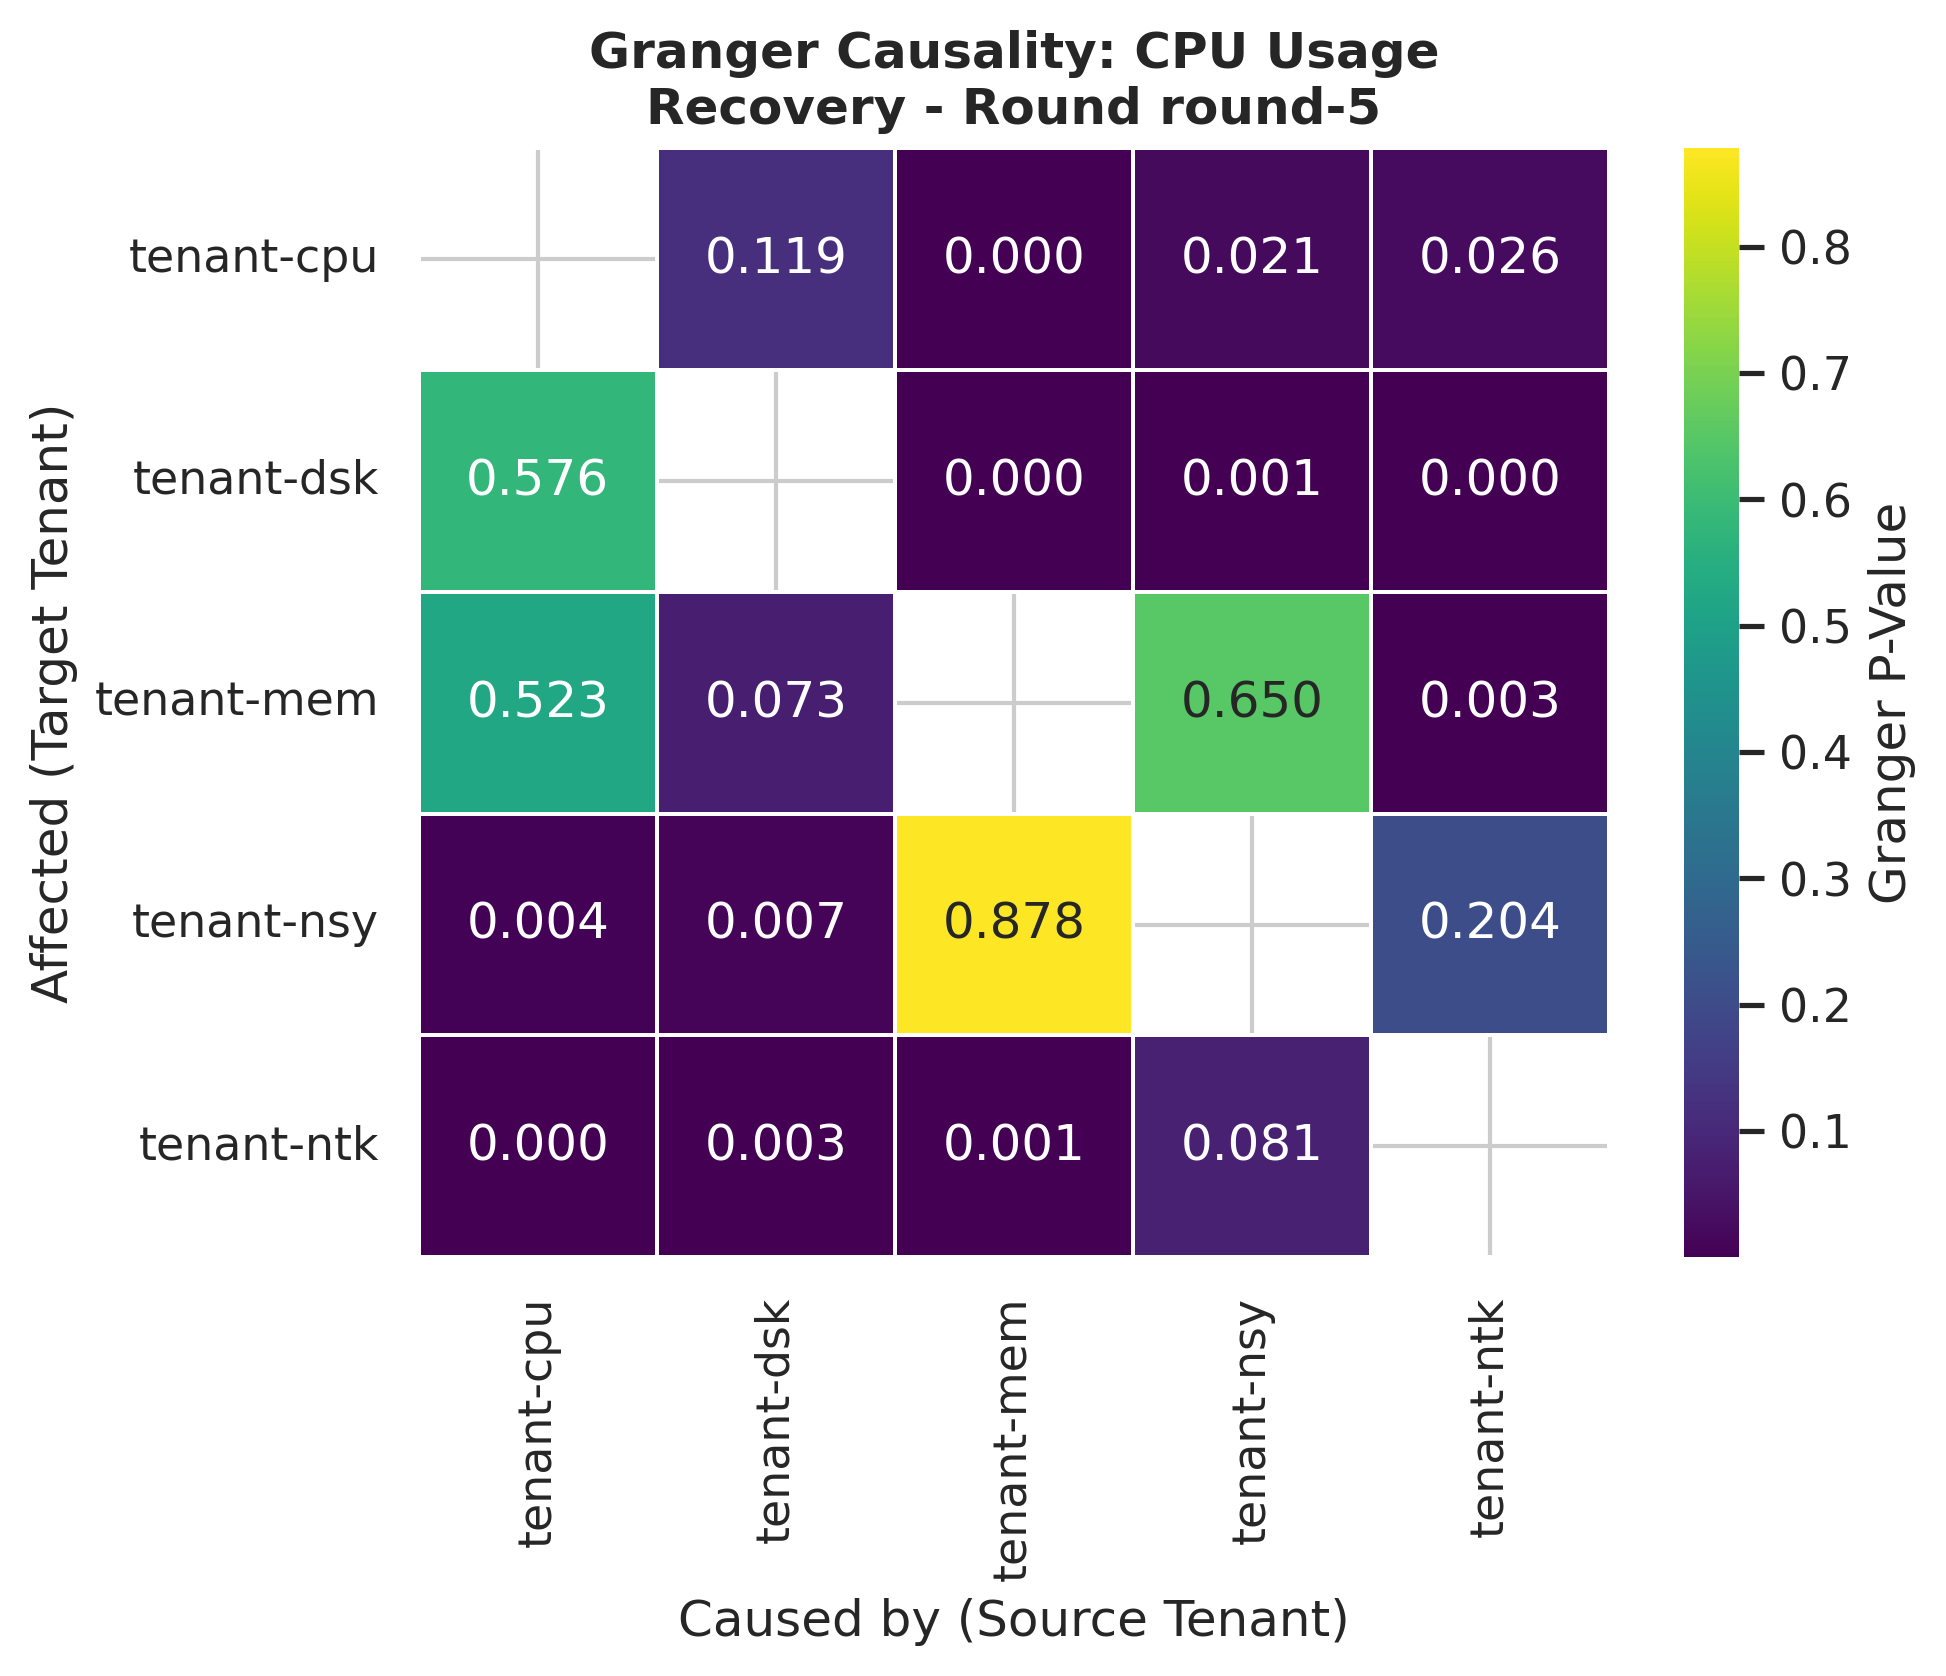 Granger Causality: CPU Usage
Recovery - Round round-5
Affected (Target Tenant)
tenant-cpu
0.119
0.000
0.021
0.026
tenant-dsk
0.576
0.000
0.001
0.000
tenant-mem
0.523
0.073
0.650
0.003
tenant-nsy
0.004
0.007
0.878
0.204
tenant-ntk
0.000
0.003
0.001
0.081
tenant-cpu
tenant-dsk
tenant-mem
tenant-nsy
tenant-ntk
Caused by (Source Tenant)
0.8
0.7
0.6
0.5
0.4
0.3
0.2
0.1
Granger P-Value